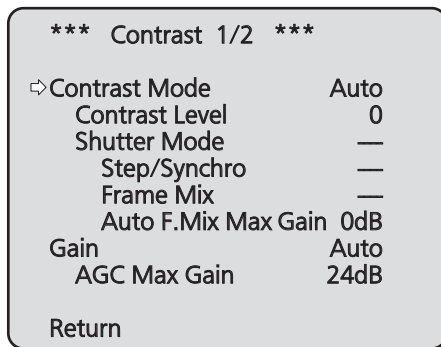 *** Contrast 1/2 ***
⇨Contrast Mode Auto
Contrast Level 0
Shutter Mode —
Step/Synchro —
Frame Mix —
Auto F.Mix Max Gain 0dB
Gain Auto
AGC Max Gain 24dB
Return